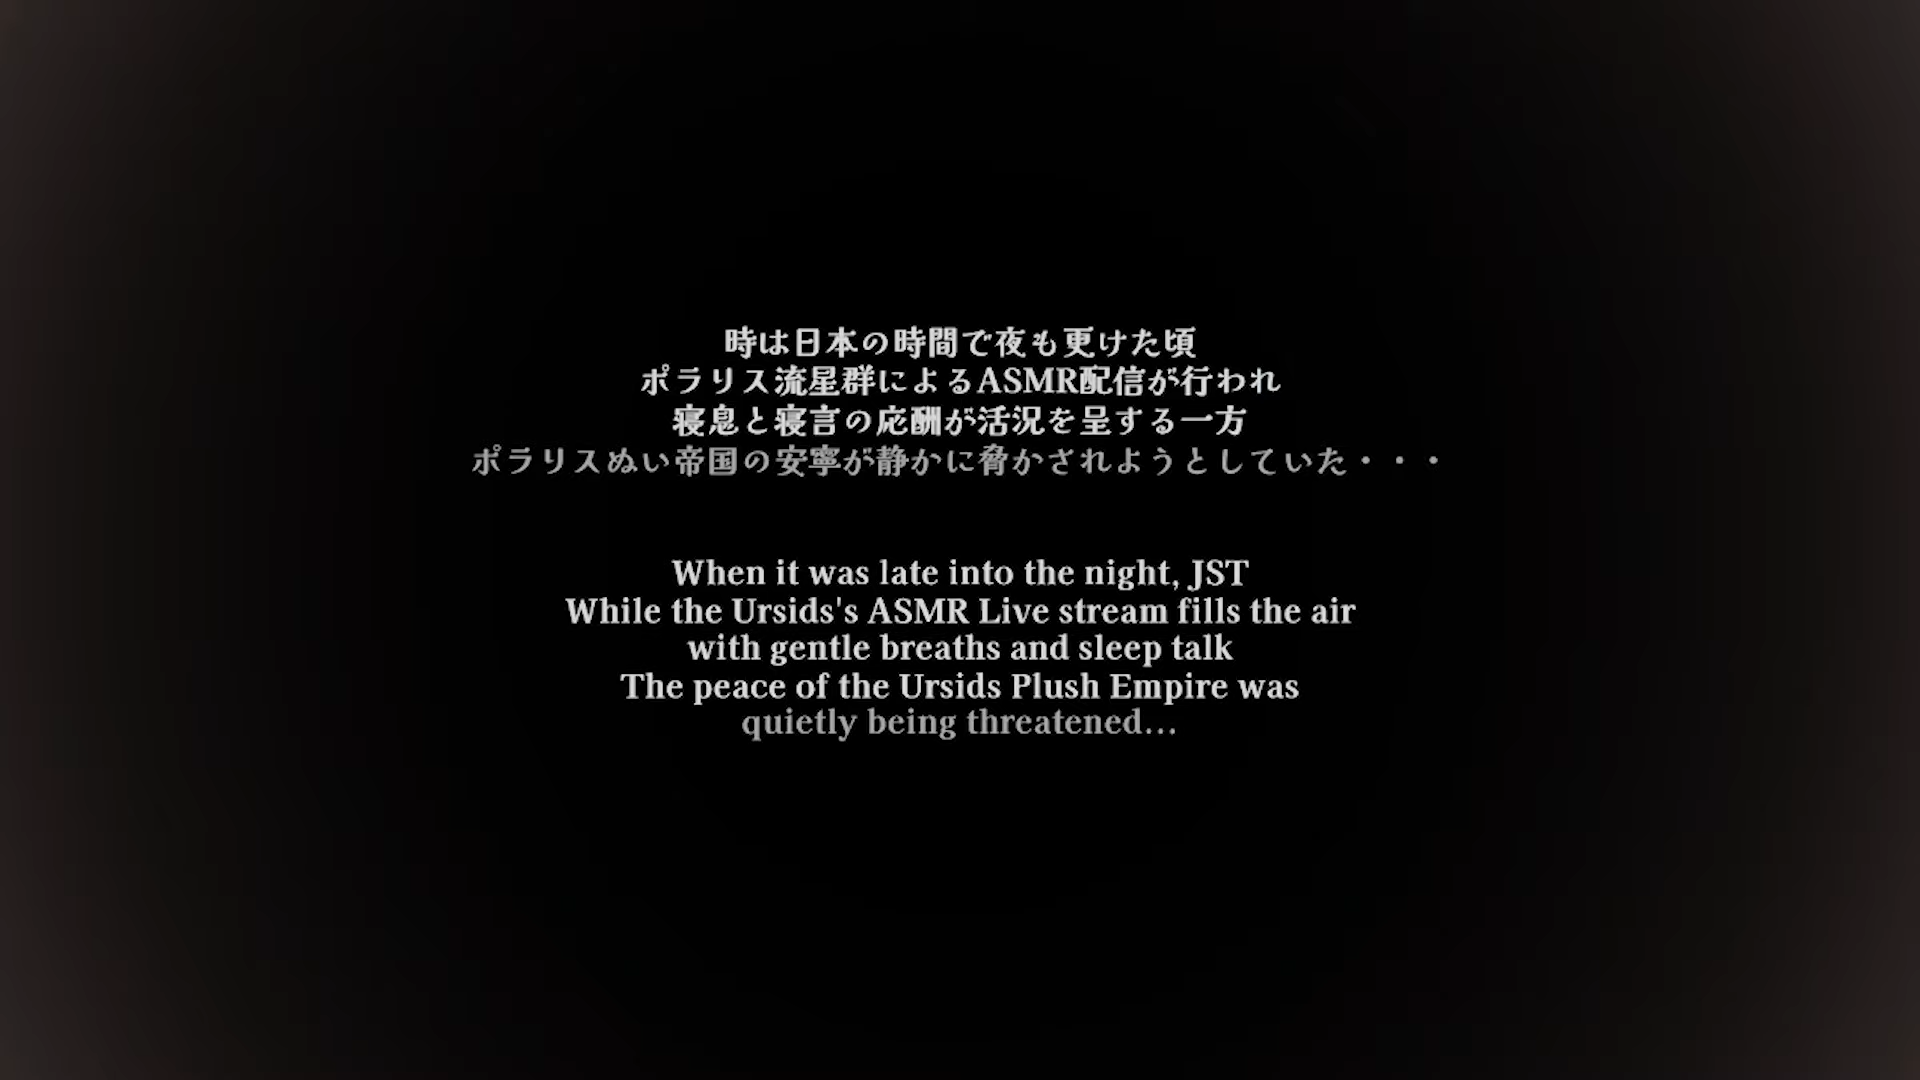 時は日本の時間で夜も更けた頃
ポラリス流星群によるASMR配信が行われ
寝息と寝言の応酬が活況を呈する一方
ポラリスぬい帝国の安寧が静かに脅かされようとしていた・・・
When it was late into the night, JST
While the Ursids's ASMR Live stream fills the air
with gentle breaths and sleep talk
The peace of the Ursids Plush Empire was
quietly being threatened...